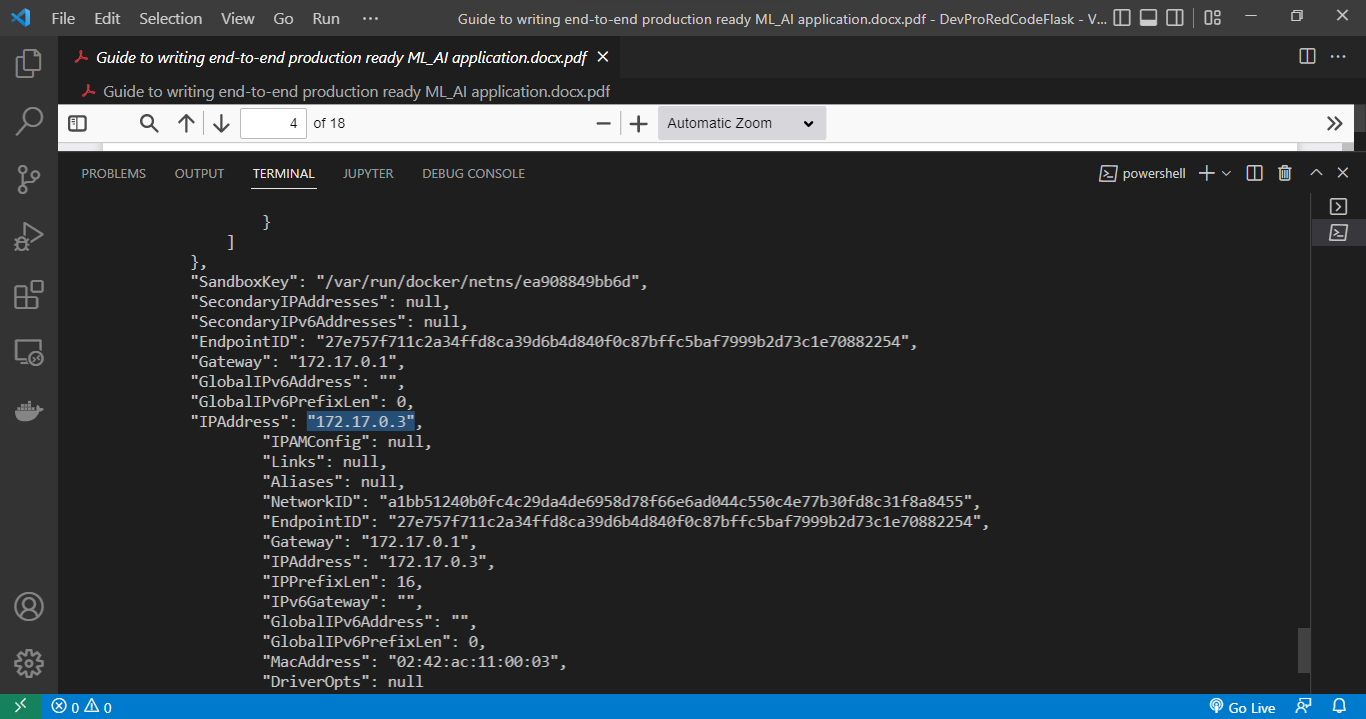 File Edit Selection View Go Run ··· Guide to writing end-to-end production ready ML_AI application.docx.pdf - DevProRedCodeFlask - V...
Guide to writing end-to-end production ready ML_AI application.docx.pdf
Guide to writing end-to-end production ready ML_AI application.docx.pdf
4 of 18 Automatic Zoom
PROBLEMS OUTPUT TERMINAL JUPYTER DEBUG CONSOLE powershell
}
]
},
"SandboxKey": "/var/run/docker/netns/ea908849bb6d",
"SecondaryIPAddresses": null,
"SecondaryIPv6Addresses": null,
"EndpointID": "27e757f711c2a34ffd8ca39d6b4d840f0c87bffc5baf7999b2d73c1e70882254",
"Gateway": "172.17.0.1",
"GlobalIPv6Address": "",
"GlobalIPv6PrefixLen": 0,
"IPAddress": "172.17.0.3",
"IPAMConfig": null,
"Links": null,
"Aliases": null,
"NetworkID": "a1bb51240b0fc4c29da4de6958d78f66e6ad044c550c4e77b30fd8c31f8a8455",
"EndpointID": "27e757f711c2a34ffd8ca39d6b4d840f0c87bffc5baf7999b2d73c1e70882254",
"Gateway": "172.17.0.1",
"IPAddress": "172.17.0.3",
"IPPrefixLen": 16,
"IPv6Gateway": "",
"GlobalIPv6Address": "",
"GlobalIPv6PrefixLen": 0,
"MacAddress": "02:42:ac:11:00:03",
"DriverOpts": null
0 0 Go Live